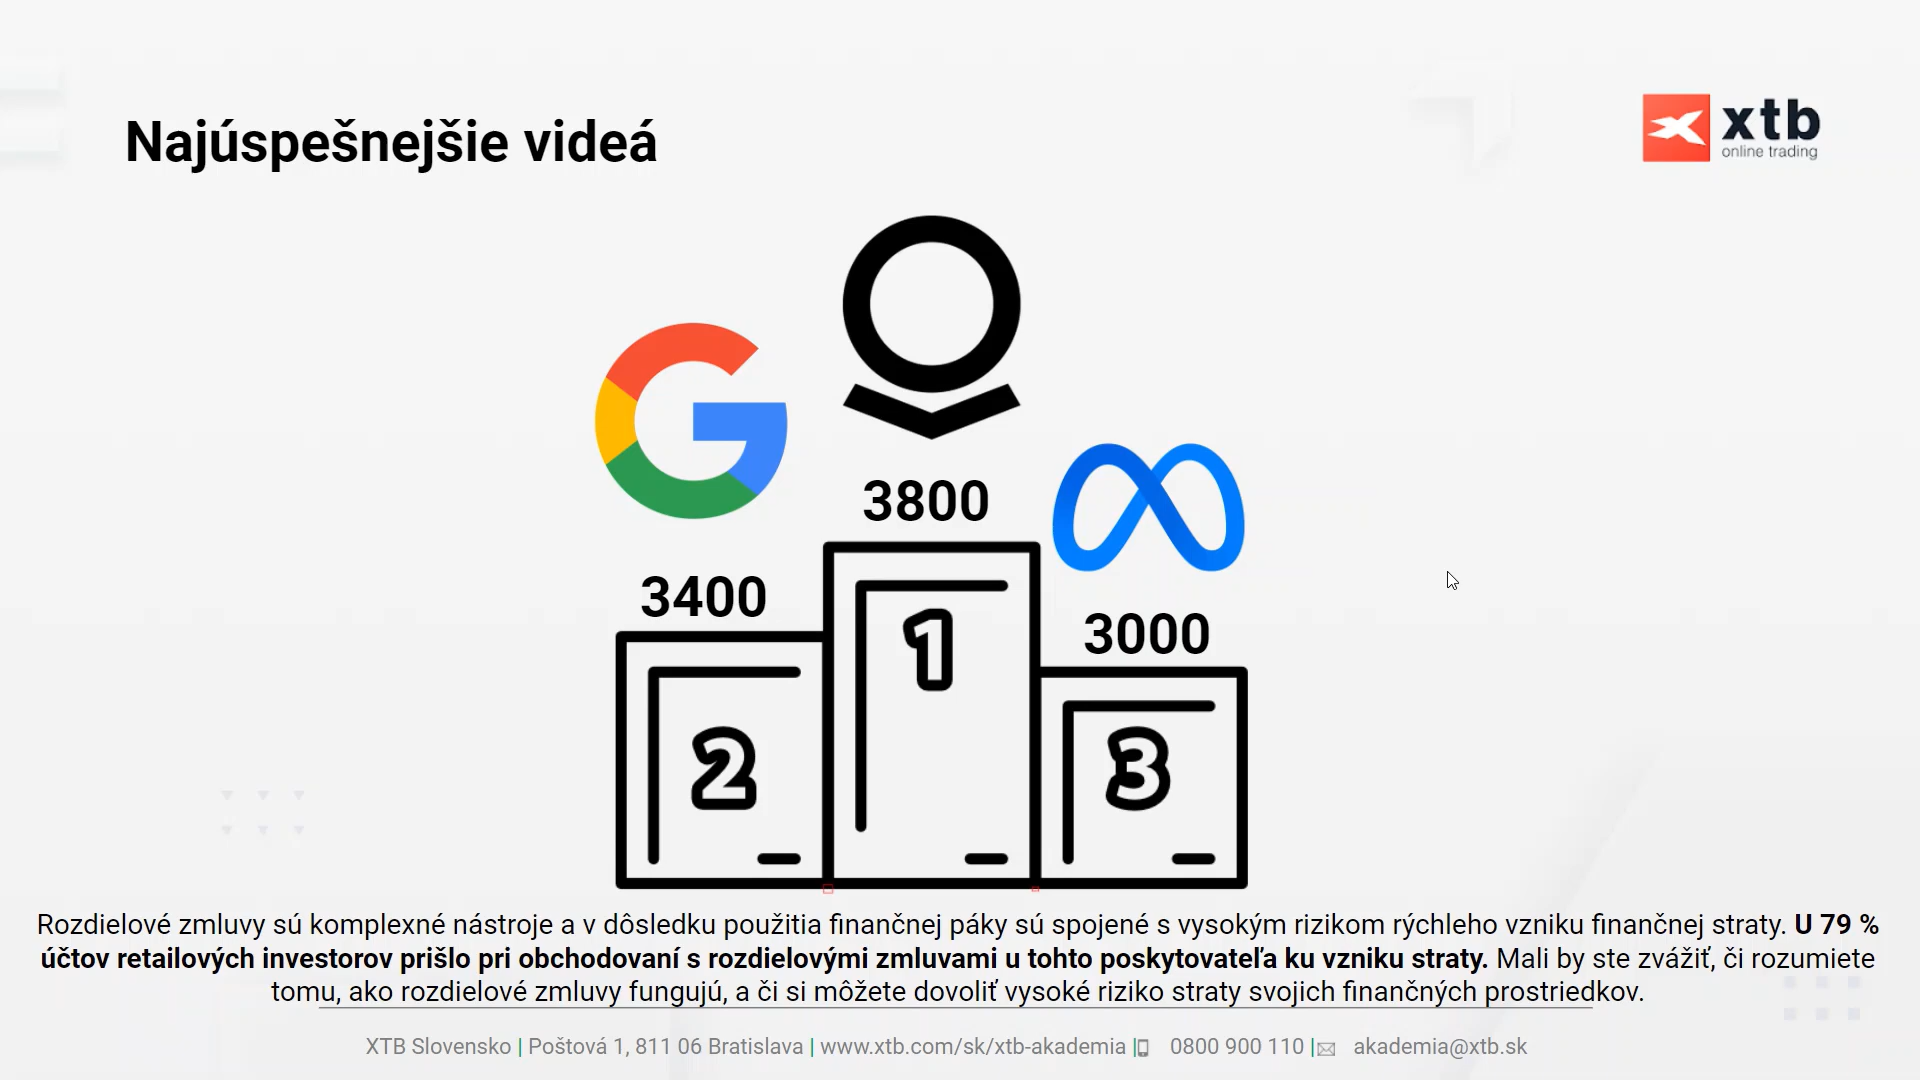 Najúspešnejšie videá
xtb
online trading
3800
3400
3000
1
2
3
Rozdielové zmluvy sú komplexné nástroje a v dôsledku použitia finančnej páky sú spojené s vysokým rizikom rýchleho vzniku finančnej straty. U 79 %
účtov retailových investorov prišlo pri obchodovaní s rozdielovými zmluvami u tohto poskytovateľa ku vzniku straty. Mali by ste zvážiť, či rozumiete
tomu, ako rozdielové zmluvy fungujú, a či si môžete dovoliť vysoké riziko straty svojich finančných prostriedkov.
XTB Slovensko | Poštová 1, 811 06 Bratislava | www.xtb.com/sk/xtb-akademia | 0800 900 110 | akademia@xtb.sk